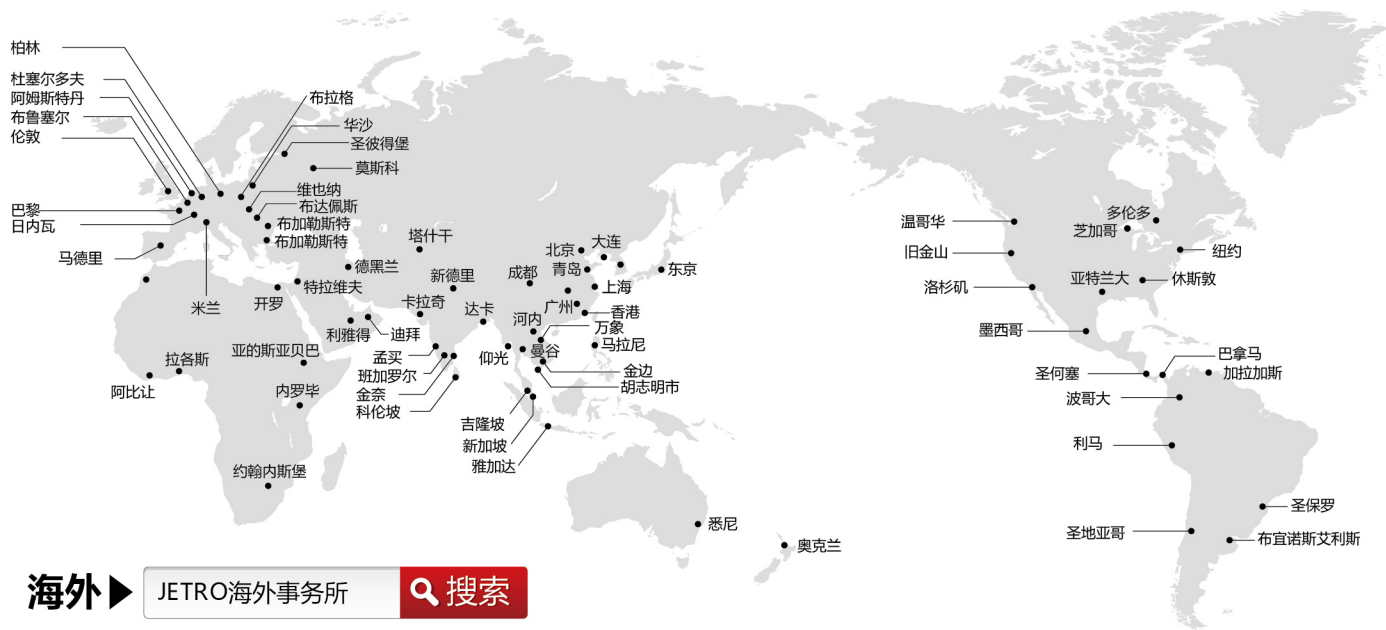 柏林
杜塞尔多夫
阿姆斯特丹
布鲁塞尔
伦敦
巴黎
日内瓦
马德里
米兰
布拉格
华沙
圣彼得堡
莫斯科
维也纳
布达佩斯
布加勒斯特
布加勒斯特
塔什干
德黑兰
特拉维夫
开罗
利雅得
迪拜
新德里
卡拉奇
达卡
孟买
班加罗尔
金奈
科伦坡
拉各斯
阿比让
亚的斯亚贝巴
内罗毕
约翰内斯堡
北京
大连
青岛
成都
上海
广州
香港
东京
河内
万象
马拉尼
仰光
曼谷
金边
胡志明市
吉隆坡
新加坡
雅加达
悉尼
奥克兰
温哥华
旧金山
洛杉矶
墨西哥
多伦多
芝加哥
纽约
亚特兰大
休斯敦
圣何塞
巴拿马
加拉加斯
波哥大
利马
圣保罗
圣地亚哥
布宜诺斯艾利斯
海外
JETRO海外事务所
搜索